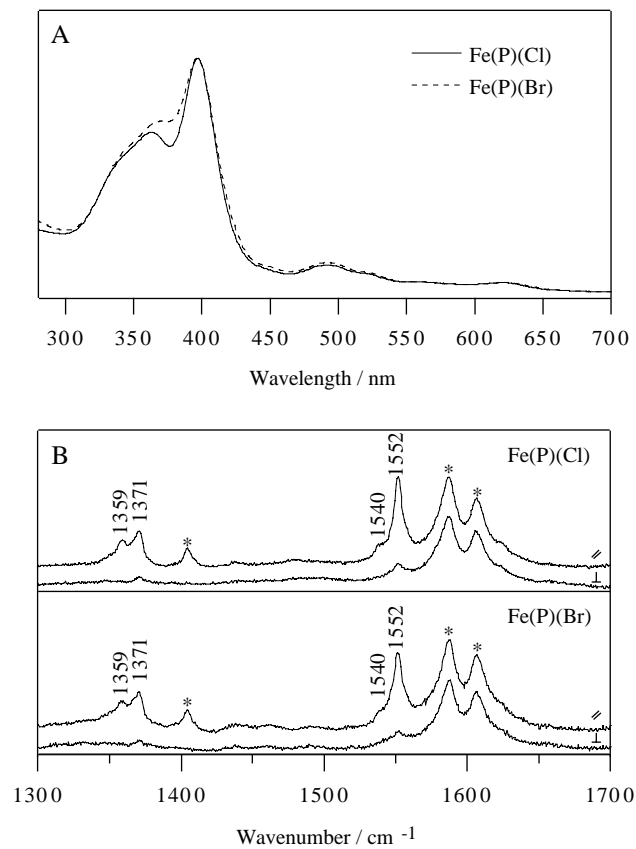 A
Fe(P)(Cl)
Fe(P)(Br)
300 350 400 450 500 550 600 650 700
Wavelength / nm
B
Fe(P)(Cl)
1359
1371
*
1540
1552
*
*
//
⊥
Fe(P)(Br)
1359
1371
*
1540
1552
*
*
//
⊥
1300 1400 1500 1600 1700
Wavenumber / cm -1